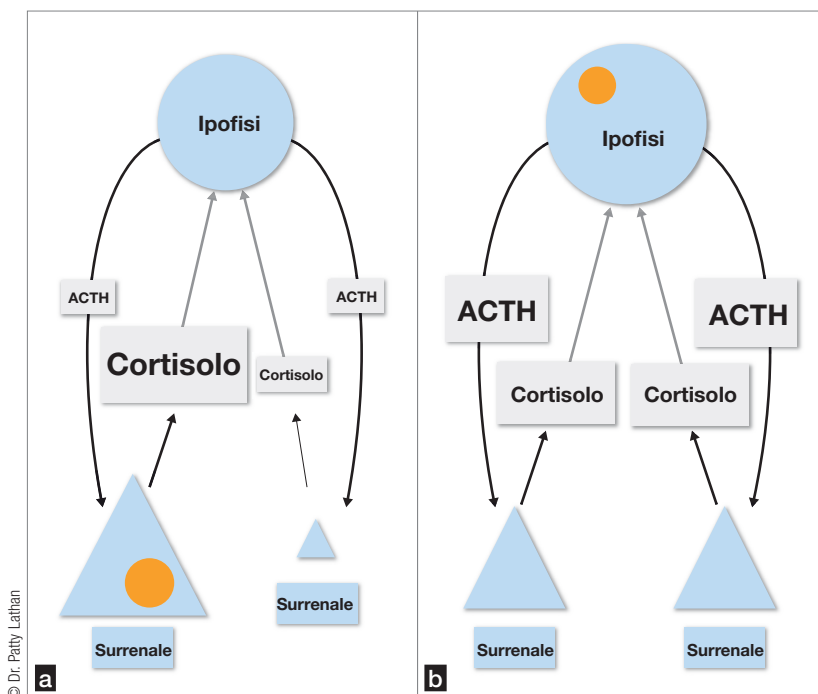 Ipofisi
ACTH
ACTH
Cortisolo
Cortisolo
Surrenale
Surrenale
a
© Dr. Patty Lathan
Ipofisi
ACTH
ACTH
Cortisolo
Cortisolo
Surrenale
Surrenale
b